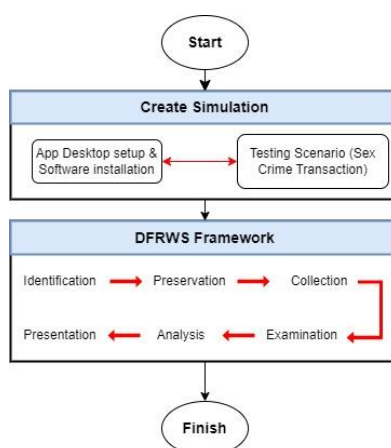 Start
Create Simulation
App Desktop setup &
Software installation
Testing Scenario (Sex
Crime Transaction)
DFRWS Framework
Identification Preservation Collection
Presentation Analysis Examination
Finish